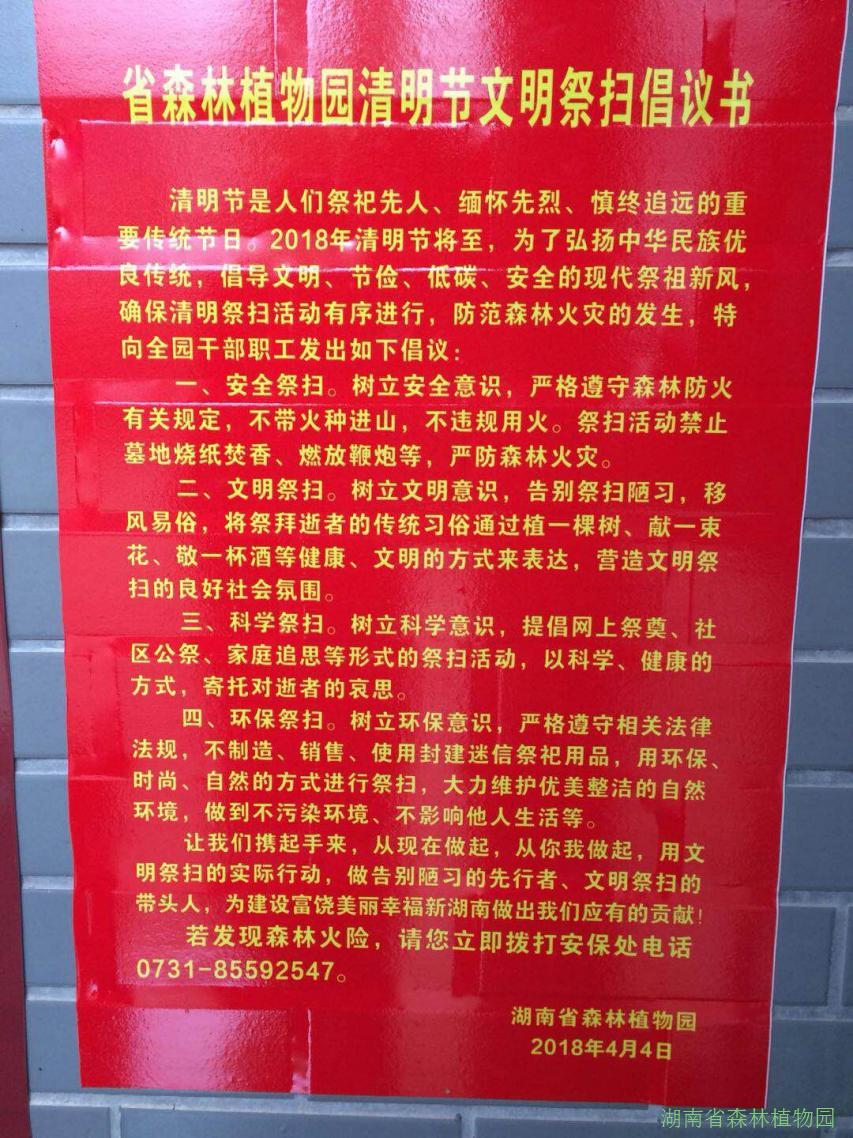 省森林植物园清明节文明祭扫倡议书
清明节是人们祭祀先人、缅怀先烈、慎终追远的重
要传统节日。2018年清明节将至，为了弘扬中华民族优
良传统，倡导文明、节俭、低碳、安全的现代祭祖新风，
确保清明祭扫活动有序进行，防范森林火灾的发生，特
向全园干部职工发出如下倡议：
一、安全祭扫。树立安全意识，严格遵守森林防火
有关规定，不带火种进山，不违规用火。祭扫活动禁止
墓地烧纸焚香、燃放鞭炮等，严防森林火灾。
二、文明祭扫。树立文明意识，告别祭扫陋习，移
风易俗，将祭拜逝者的传统习俗通过植一棵树、献一束
花、敬一杯酒等健康、文明的方式来表达，营造文明祭
扫的良好社会氛围。
三、科学祭扫。树立科学意识，提倡网上祭奠、社
区公祭、家庭追思等形式的祭扫活动，以科学、健康的
方式，寄托对逝者的哀思。
四、环保祭扫。树立环保意识，严格遵守相关法律
法规，不制造、销售、使用封建迷信祭祀用品，用环保、
时尚、自然的方式进行祭扫，大力维护优美整洁的自然
环境，做到不污染环境、不影响他人生活等。
让我们携起手来，从现在做起，从你我做起，用文
明祭扫的实际行动，做告别陋习的先行者、文明祭扫的
带头人，为建设富饶美丽幸福新湖南做出我们应有的贡献！
若发现森林火险，请您立即拨打安保处电话
0731-85592547。
湖南省森林植物园
2018年4月4日
湖南省森林植物园